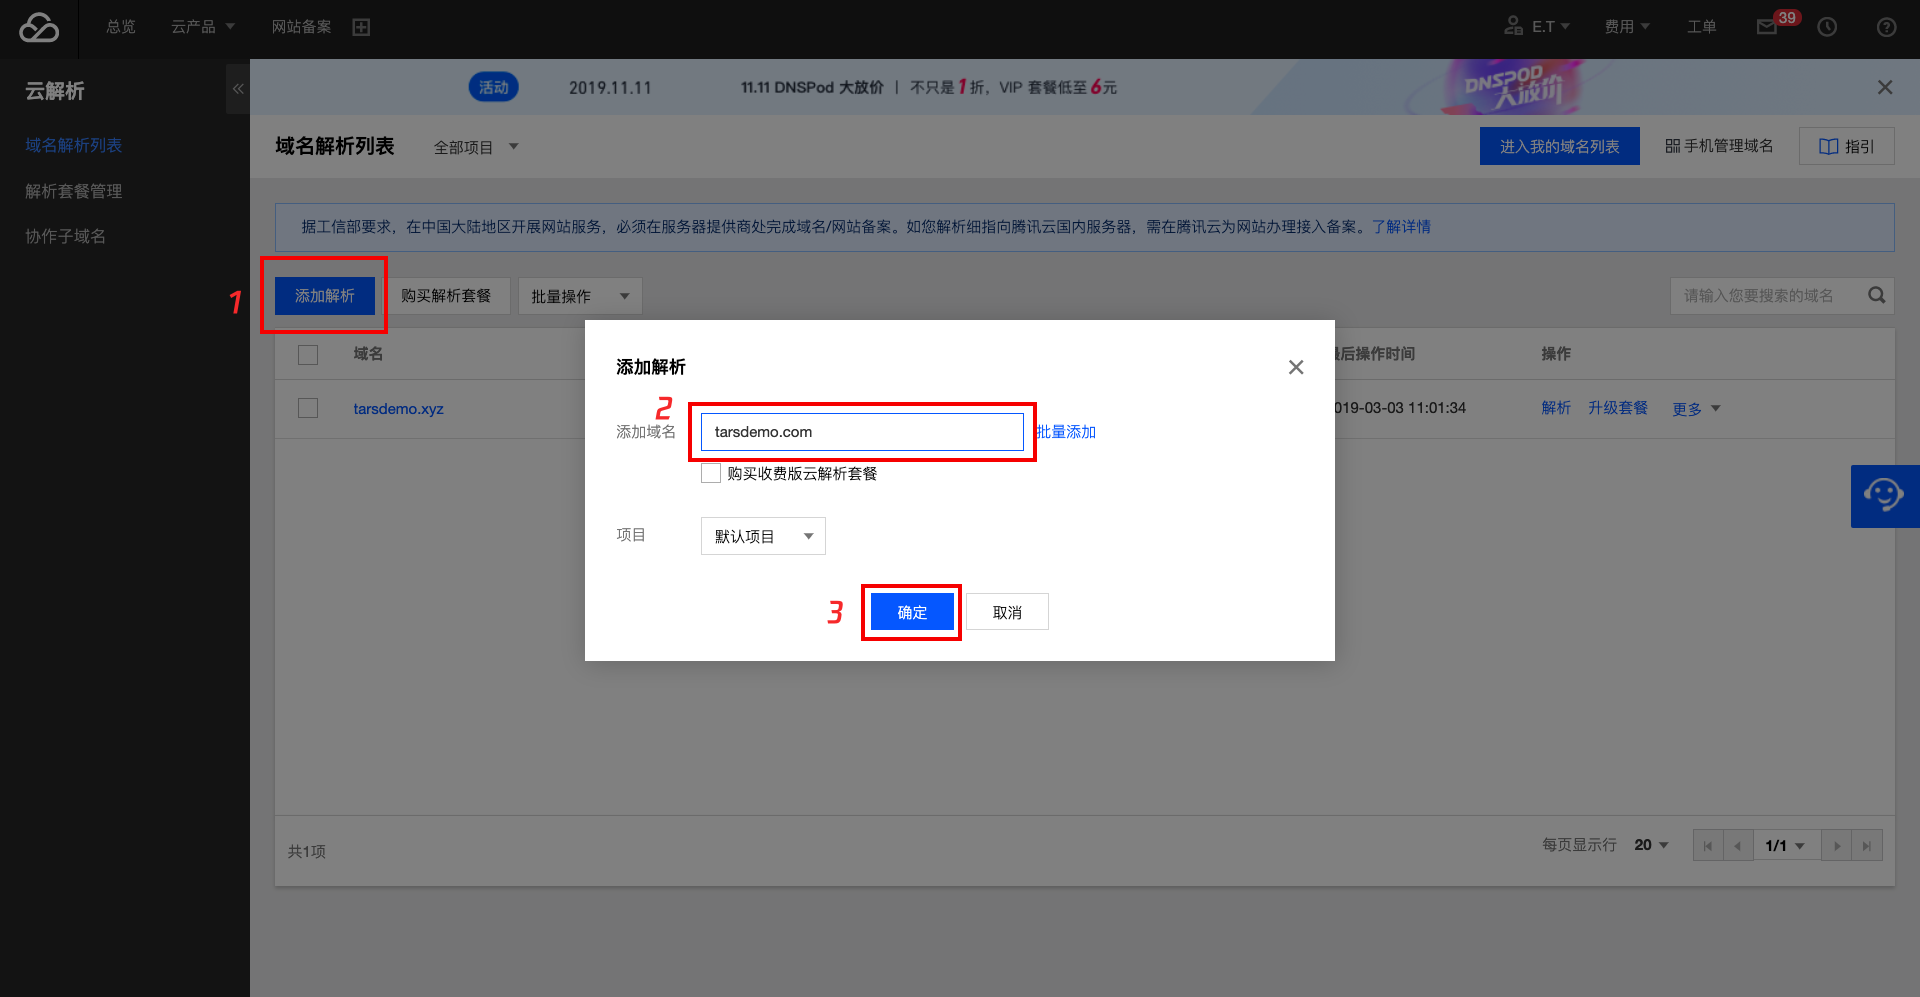 总览
云产品
网站备案
E.T
费用
工单
39
云解析
域名解析列表
解析套餐管理
协作子域名
活动
2019.11.11
11.11 DNSPod 大放价 | 不只是1折，VIP 套餐低至6元
DNSPOD
大放价
域名解析列表
全部项目
进入我的域名列表
手机管理域名
指引
据工信部要求，在中国大陆地区开展网站服务，必须在服务器提供商处完成域名/网站备案。如您解析细指向腾讯云国内服务器，需在腾讯云为网站办理接入备案。了解详情
1
添加解析
购买解析套餐
批量操作
请输入您要搜索的域名
域名
后操作时间
操作
tarsdemo.xyz
019-03-03 11:01:34
解析
升级套餐
更多
添加解析
2
添加域名
tarsdemo.com
批量添加
购买收费版云解析套餐
项目
默认项目
3
确定
取消
共1项
每页显示行
20
1/1